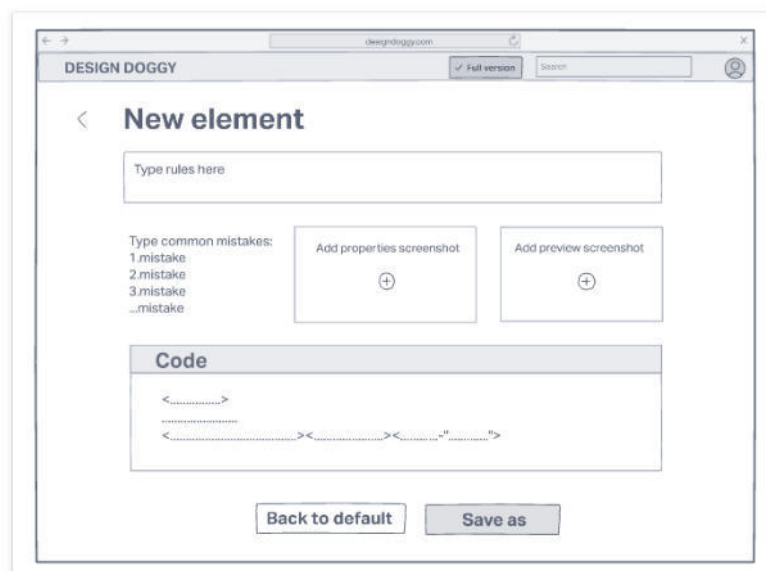 designdoggy.com
DESIGN DOGGY
✓ Full version
Search
New element
Type rules here
Type common mistakes:
1.mistake
2.mistake
3.mistake
...mistake
Add properties screenshot
Add preview screenshot
Code
<...............>
......................
<.....................................><....................><...........-"............">
Back to default
Save as